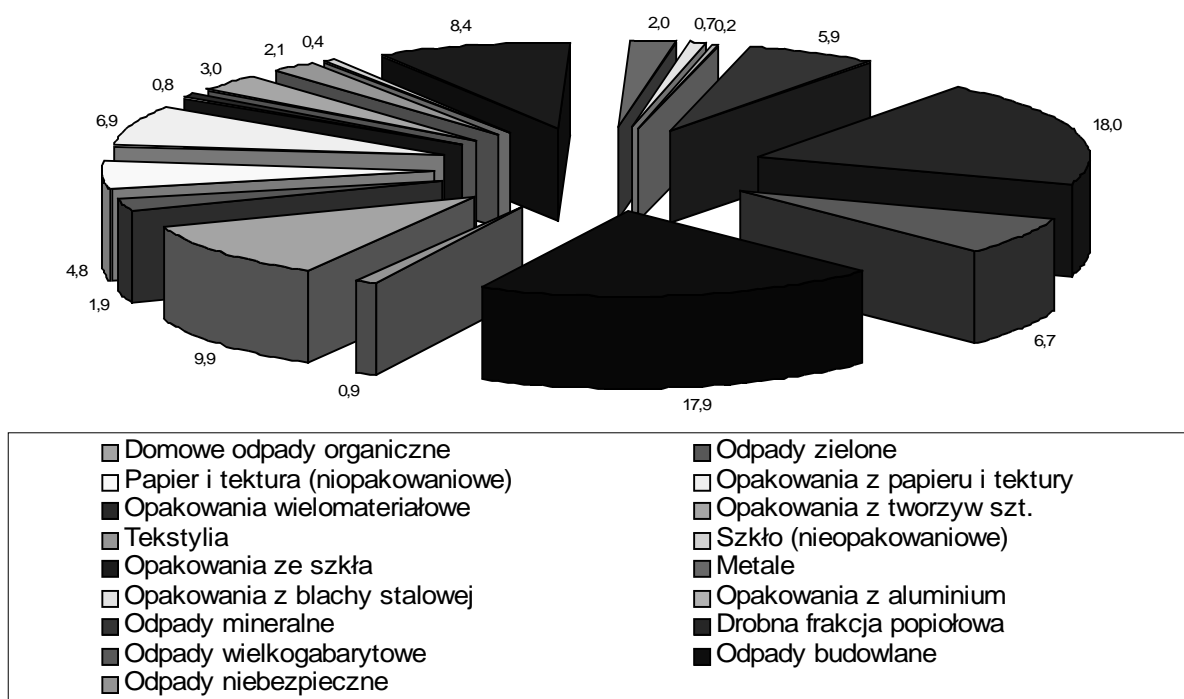 8,4
2,0
0,7
0,2
5,9
18,0
6,7
17,9
0,9
9,9
1,9
4,8
6,9
0,8
3,0
2,1
0,4
Domowe odpady organiczne
Odpady zielone
Papier i tektura (niopakowaniowe)
Opakowania z papieru i tektury
Opakowania wielomateriałowe
Opakowania z tworzyw szt.
Tekstylia
Szkło (nieopakowaniowe)
Opakowania ze szkła
Metale
Opakowania z blachy stalowej
Opakowania z aluminium
Odpady mineralne
Drobna frakcja popiołowa
Odpady wielkogabarytowe
Odpady budowlane
Odpady niebezpieczne